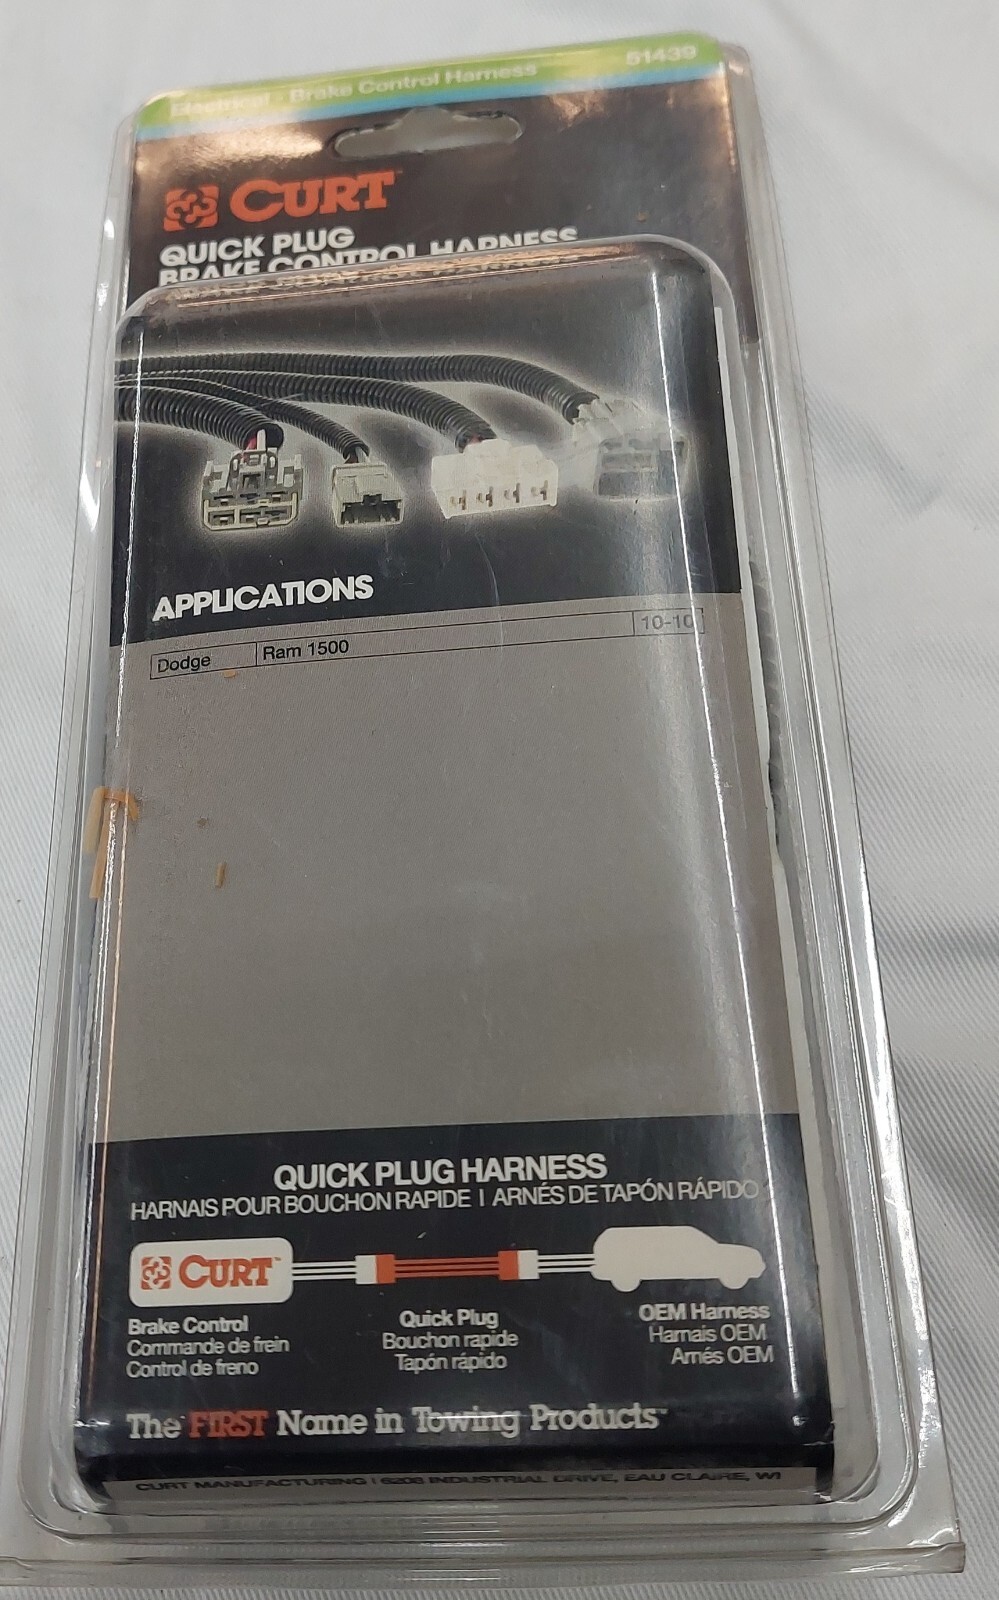 Electrical - Brake Control Harness 51439
CURT
QUICK PLUG
BRAKE CONTROL HARNESS
APPLICATIONS
Dodge Ram 1500 10-10
QUICK PLUG HARNESS
HARNAIS POUR BOUCHON RAPIDE | ARNÉS DE TAPÓN RÁPIDO
CURT™
Brake Control Quick Plug OEM Harness
Commande de frein Bouchon rapide Harnais OEM
Control de freno Tapón rápido Arnés OEM
The FIRST Name in Towing Products™
CURT MANUFACTURING | 6208 INDUSTRIAL DRIVE, EAU CLAIRE, WI